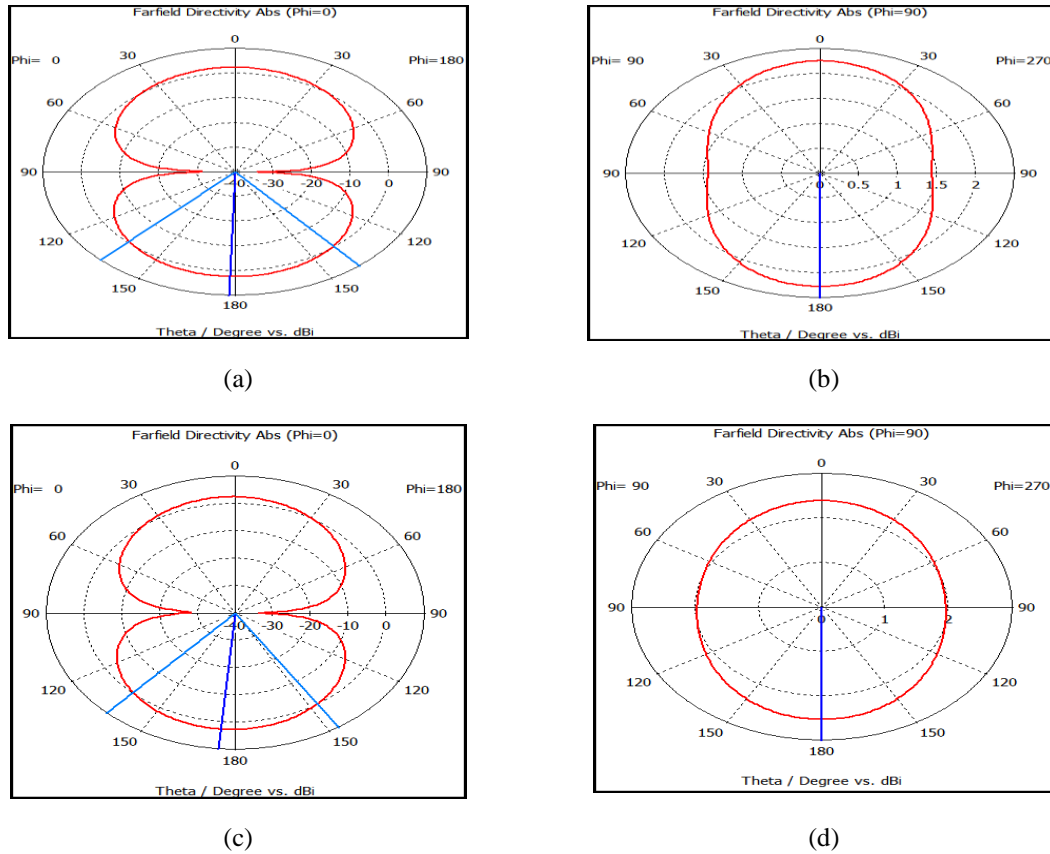 Farfield Directivity Abs (Phi=0)
0
30 30
Phi= 0 Phi=180
60 60
90 -40 -30 -20 -10 0 90
120 120
150 150
180
Theta / Degree vs. dBi
(a)
Farfield Directivity Abs (Phi=90)
0
30 30
Phi= 90 Phi=270
60 60
90 0 0.5 1 1.5 2 90
120 120
150 150
180
Theta / Degree vs. dBi
(b)
Farfield Directivity Abs (Phi=0)
0
30 30
Phi= 0 Phi=180
60 60
90 -40 -30 -20 -10 0 90
120 120
150 150
180
Theta / Degree vs. dBi
(c)
Farfield Directivity Abs (Phi=90)
0
30 30
Phi= 90 Phi=270
60 60
90 0 1 2 90
120 120
150 150
180
Theta / Degree vs. dBi
(d)